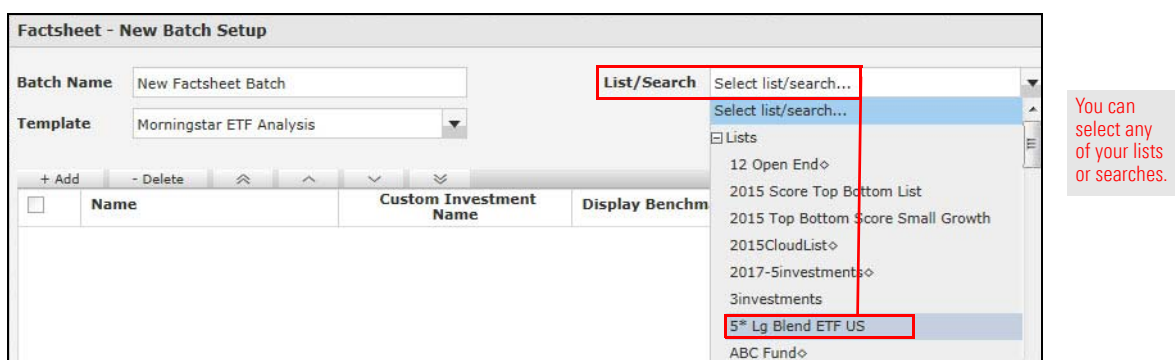 Factsheet - New Batch Setup
Batch Name New Factsheet Batch List/Search Select list/search...
Template Morningstar ETF Analysis
Select list/search...
Lists
12 Open End◇
2015 Score Top Bottom List
2015 Top Bottom Score Small Growth
2015CloudList◇
2017-5investments◇
3investments
5* Lg Blend ETF US
ABC Fund◇
+ Add - Delete
Name Custom Investment
Name Display Benchm
You can
select any
of your lists
or searches.